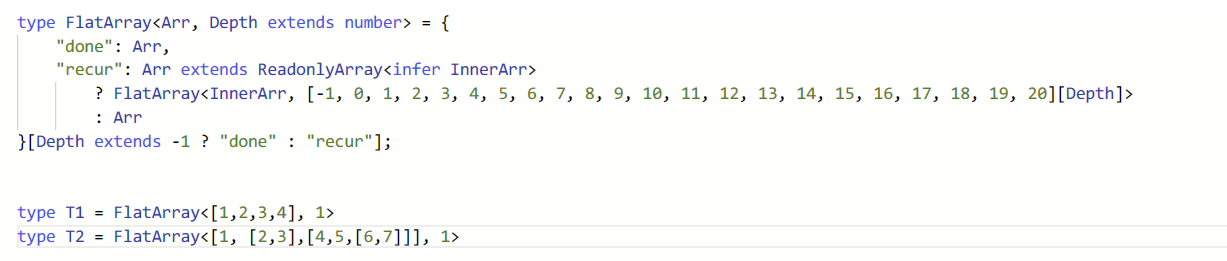 type FlatArray<Arr, Depth extends number> = {
    "done": Arr,
    "recur": Arr extends ReadonlyArray<infer InnerArr>
        ? FlatArray<InnerArr, [-1, 0, 1, 2, 3, 4, 5, 6, 7, 8, 9, 10, 11, 12, 13, 14, 15, 16, 17, 18, 19, 20][Depth]>
        : Arr
}[Depth extends -1 ? "done" : "recur"];
type T1 = FlatArray<[1,2,3,4], 1>
type T2 = FlatArray<[1, [2,3],[4,5,[6,7]]], 1>